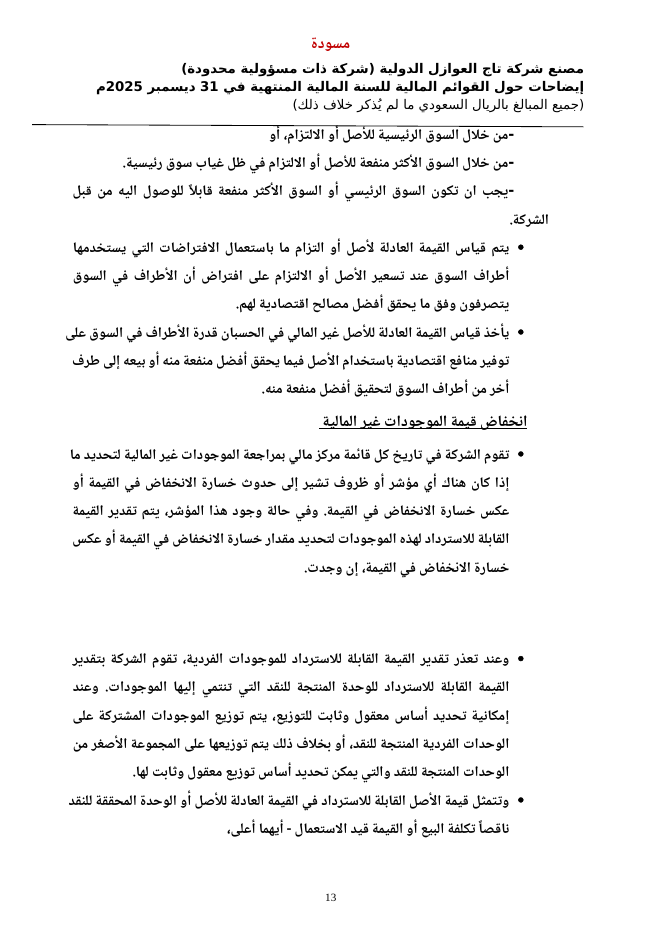 مسودة
مصنع شركة تاج العوازل الدولية (شركة ذات مسؤولية محدودة)
إيضاحات حول القوائم المالية للسنة المالية المنتهية في 31 ديسمبر 2025م
(جميع المبالغ بالريال السعودي ما لم يُذكر خلاف ذلك)
-من خلال السوق الرئيسية للأصل أو الالتزام، أو
-من خلال السوق الأكثر منفعة للأصل أو الالتزام في ظل غياب سوق رئيسية.
-يجب ان تكون السوق الرئيسي أو السوق الأكثر منفعة قابلاً للوصول اليه من قبل
الشركة.
• يتم قياس القيمة العادلة لأصل أو التزام ما باستعمال الافتراضات التي يستخدمها
أطراف السوق عند تسعير الأصل أو الالتزام على افتراض أن الأطراف في السوق
يتصرفون وفق ما يحقق أفضل مصالح اقتصادية لهم.
• يأخذ قياس القيمة العادلة للأصل غير المالي في الحسبان قدرة الأطراف في السوق على
توفير منافع اقتصادية باستخدام الأصل فيما يحقق أفضل منفعة منه أو بيعه إلى طرف
أخر من أطراف السوق لتحقيق أفضل منفعة منه.
انخفاض قيمة الموجودات غير المالية
• تقوم الشركة في تاريخ كل قائمة مركز مالي بمراجعة الموجودات غير المالية لتحديد ما
إذا كان هناك أي مؤشر أو ظروف تشير إلى حدوث خسارة الانخفاض في القيمة أو
عكس خسارة الانخفاض في القيمة. وفي حالة وجود هذا المؤشر، يتم تقدير القيمة
القابلة للاسترداد لهذه الموجودات لتحديد مقدار خسارة الانخفاض في القيمة أو عكس
خسارة الانخفاض في القيمة، إن وجدت.
• وعند تعذر تقدير القيمة القابلة للاسترداد للموجودات الفردية، تقوم الشركة بتقدير
القيمة القابلة للاسترداد للوحدة المنتجة للنقد التي تنتمي إليها الموجودات. وعند
إمكانية تحديد أساس معقول وثابت للتوزيع، يتم توزيع الموجودات المشتركة على
الوحدات الفردية المنتجة للنقد، أو بخلاف ذلك يتم توزيعها على المجموعة الأصغر من
الوحدات المنتجة للنقد والتي يمكن تحديد أساس توزيع معقول وثابت لها.
• وتتمثل قيمة الأصل القابلة للاسترداد في القيمة العادلة للأصل أو الوحدة المحققة للنقد
ناقصاً تكلفة البيع أو القيمة قيد الاستعمال - أيهما أعلى،
13